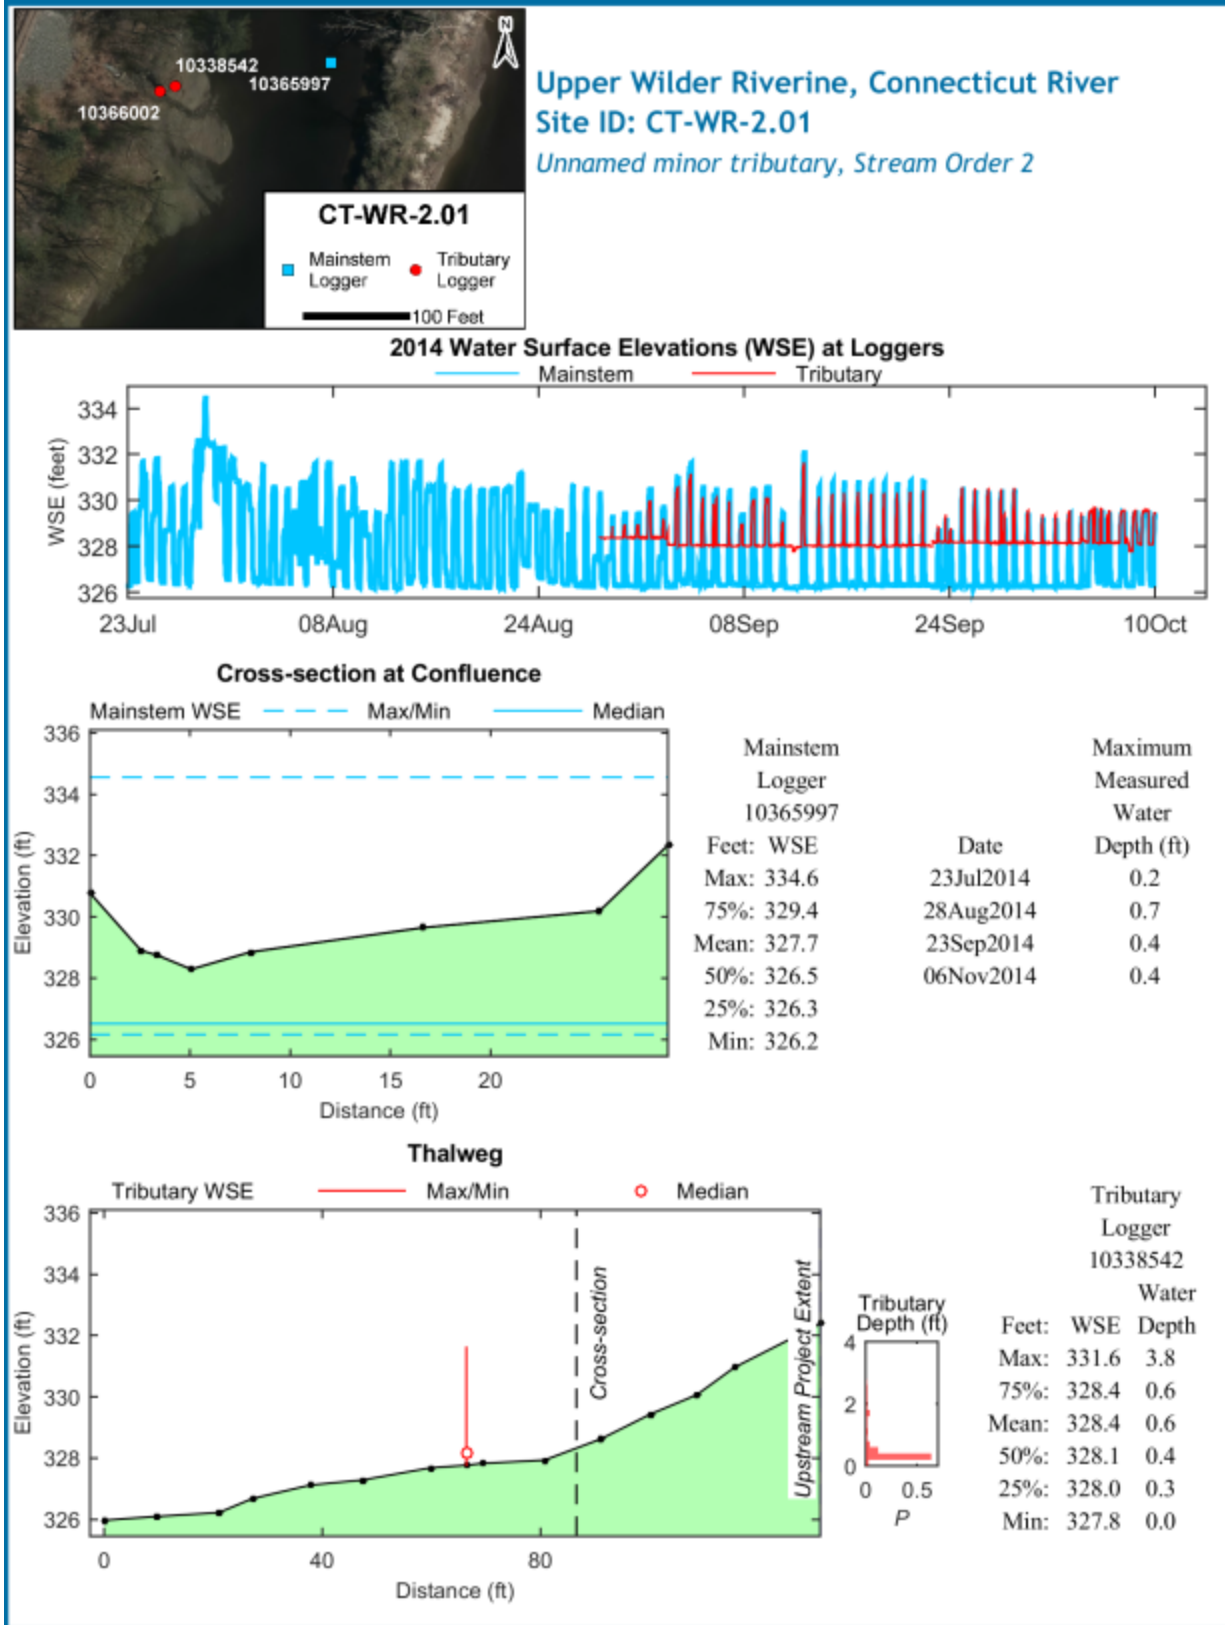 N
10338542
10365997
10366002
CT-WR-2.01
Mainstem Logger
Tributary Logger
100 Feet
Upper Wilder Riverine, Connecticut River
Site ID: CT-WR-2.01
Unnamed minor tributary, Stream Order 2
2014 Water Surface Elevations (WSE) at Loggers
Mainstem Tributary
WSE (feet)
334
332
330
328
326
23Jul 08Aug 24Aug 08Sep 24Sep 10Oct
Cross-section at Confluence
Mainstem WSE Max/Min Median
Elevation (ft)
336
334
332
330
328
326
0 5 10 15 20
Distance (ft)
Mainstem
Logger
10365997
Feet: WSE
Max: 334.6
75%: 329.4
Mean: 327.7
50%: 326.5
25%: 326.3
Min: 326.2
Maximum
Measured
Water
Date Depth (ft)
23Jul2014 0.2
28Aug2014 0.7
23Sep2014 0.4
06Nov2014 0.4
Thalweg
Tributary WSE Max/Min Median
Elevation (ft)
336
334
332
330
328
326
Cross-section
Upstream Project Extent
0 40 80
Distance (ft)
Tributary
Depth (ft)
4
2
0
0 0.5
P
Tributary
Logger
10338542
Water
Feet: WSE Depth
Max: 331.6 3.8
75%: 328.4 0.6
Mean: 328.4 0.6
50%: 328.1 0.4
25%: 328.0 0.3
Min: 327.8 0.0